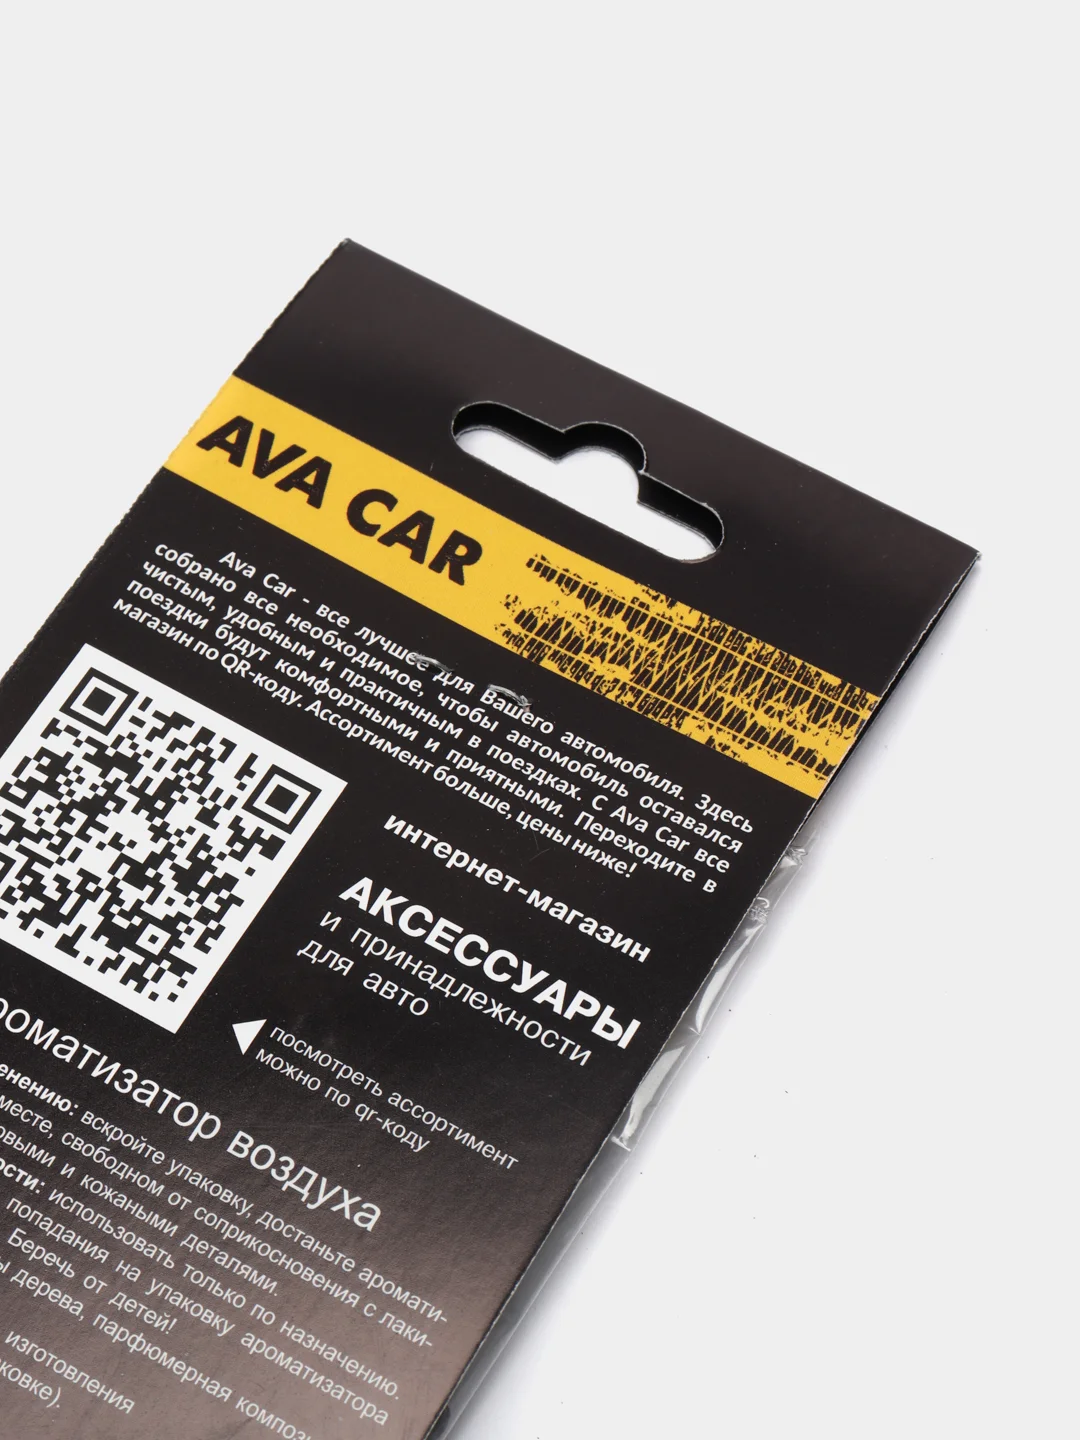 AVA CAR
Ava Car - все лучшее для Вашего автомобиля. Здесь
собрано все необходимое, чтобы автомобиль оставался
чистым, удобным и практичным в поездках. С Ava Car все
поездки будут комфортными и приятными. Переходите в
магазин по QR-коду. Ассортимент больше, цены ниже!
интернет-магазин
АКСЕССУАРЫ
и принадлежности
для авто
посмотреть ассортимент
можно по qr-коду
роматизатор воздуха
енению: вскройте упаковку, достаньте аромати-
месте, свободном от соприкосновения с лаки-
овыми и кожаными деталями.
ости: использовать только по назначению.
попадания на упаковку ароматизатора
Беречь от детей!
ы дерева, парфюмерная композ
изготовления
ковке).